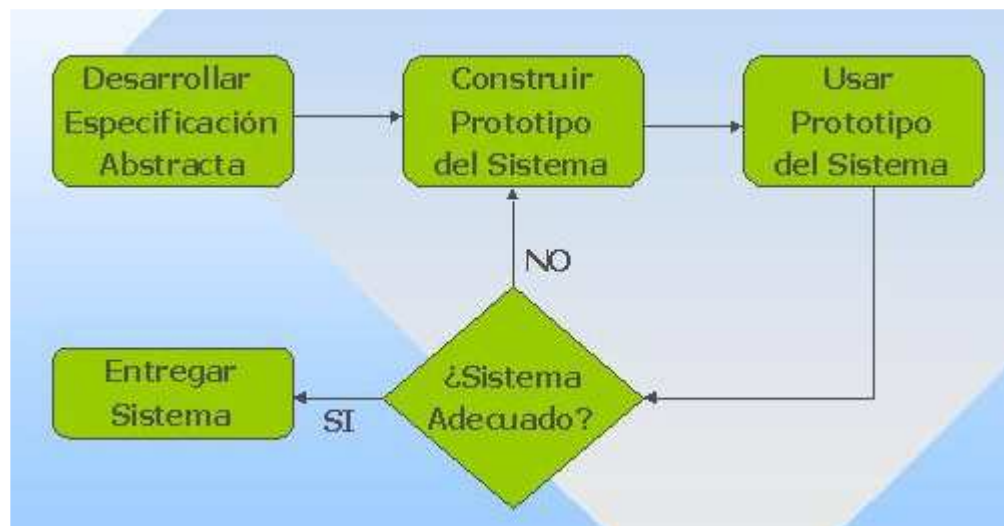 Desarrollar
Especificación
Abstracta
Construir
Prototipo
del Sistema
Usar
Prototipo
del Sistema
NO
¿Sistema
Adecuado?
SI
Entregar
Sistema